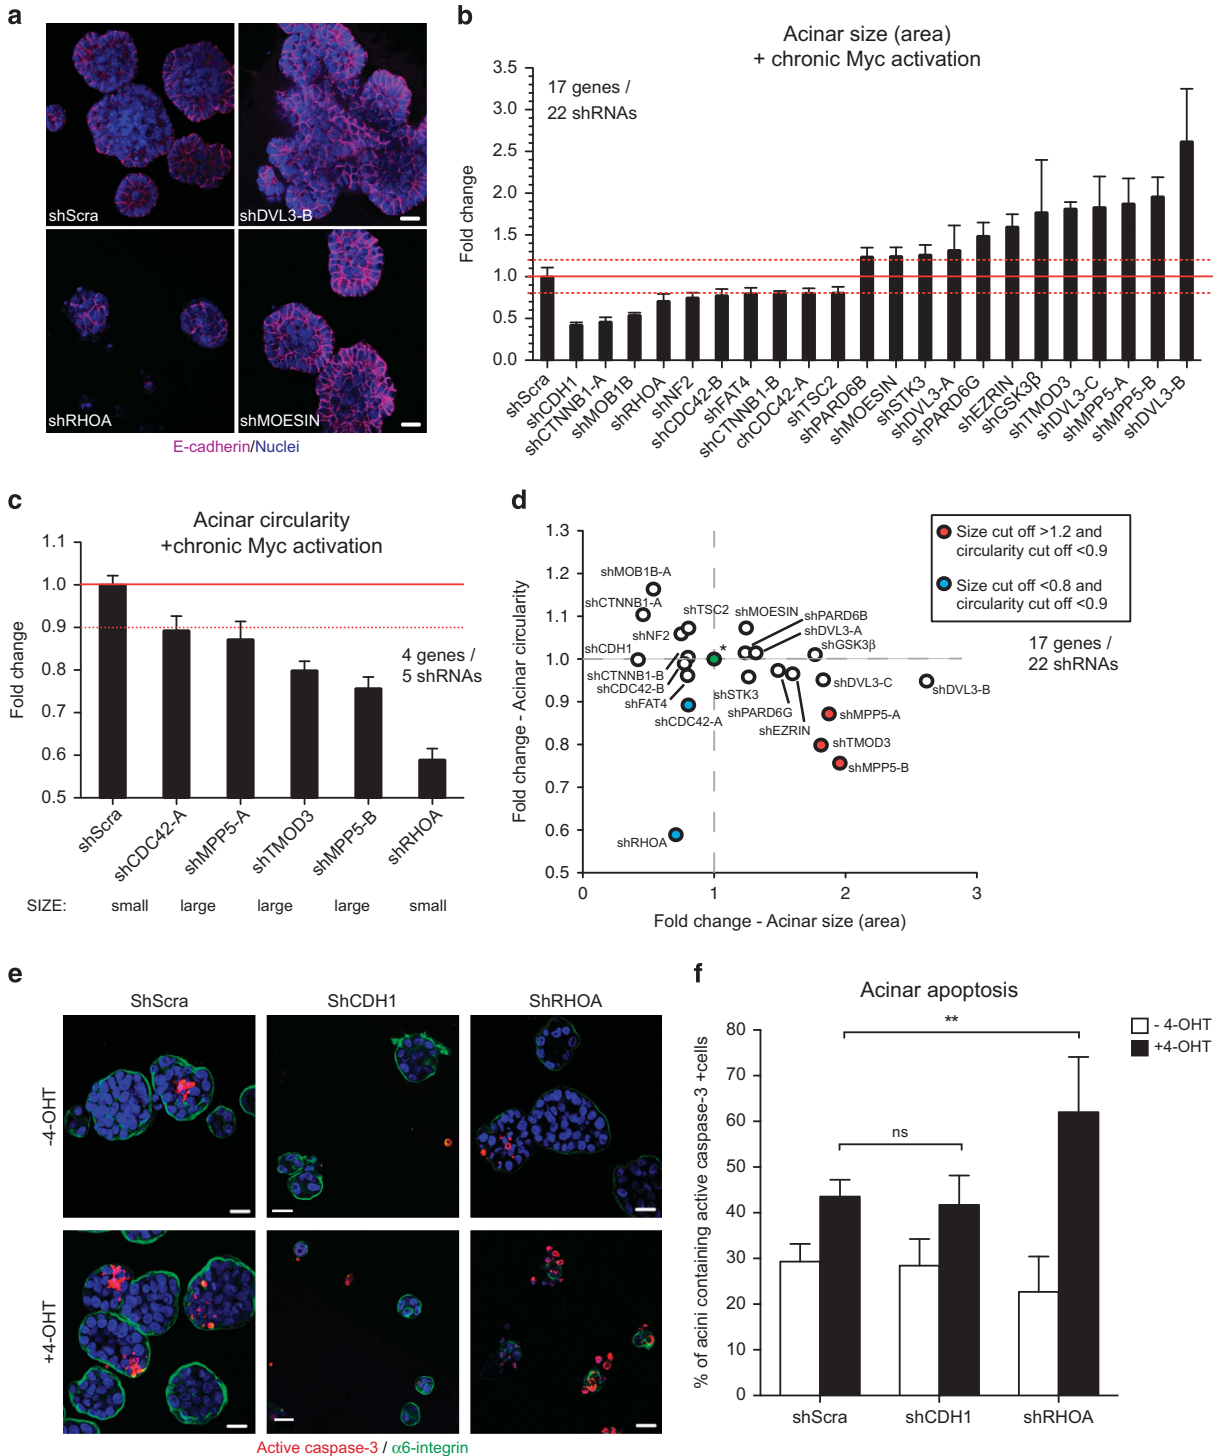 a
shScra
shDVL3-B
shRHOA
shMOESIN
E-cadherin/Nuclei
b
Acinar size (area)
+ chronic Myc activation
17 genes /
22 shRNAs
Fold change
3.5
3.0
2.5
2.0
1.5
1.0
0.5
0.0
shScra
shCDH1
shCTNNB1-A
shMOB1B
shRHOA
shNF2
shCDC42-B
shFAT4
shCTNNB1-B
chCDC42-A
shTSC2
shPARD6B
shMOESIN
shSTK3
shDVL3-A
shPARD6G
shEZRIN
shGSK3β
shTMOD3
shDVL3-C
shMPP5-A
shMPP5-B
shDVL3-B
c
Acinar circularity
+chronic Myc activation
4 genes /
5 shRNAs
Fold change
1.1
1.0
0.9
0.8
0.7
0.6
0.5
shScra
shCDC42-A
shMPP5-A
shTMOD3
shMPP5-B
shRHOA
SIZE: small large large large small
d
Size cut off >1.2 and
circularity cut off <0.9
Size cut off <0.8 and
circularity cut off <0.9
17 genes /
22 shRNAs
Fold change - Acinar circularity
1.3
1.2
1.1
1.0
0.9
0.8
0.7
0.6
0.5
shMOB1B-A
shCTNNB1-A
shTSC2
shMOESIN
shPARD6B
shDVL3-A
shNF2
shGSK3β
shCDH1
*
shCTNNB1-B
shCDC42-B
shFAT4
shCDC42-A
shSTK3
shPARD6G
shEZRIN
shDVL3-C
shDVL3-B
shMPP5-A
shTMOD3
shMPP5-B
shRHOA
0 1 2 3
Fold change - Acinar size (area)
e
ShScra ShCDH1 ShRHOA
-4-OHT
+4-OHT
Active caspase-3 / α6-integrin
f
Acinar apoptosis
- 4-OHT
+4-OHT
**
ns
% of acini containing active caspase-3 +cells
80
70
60
50
40
30
20
10
0
shScra shCDH1 shRHOA